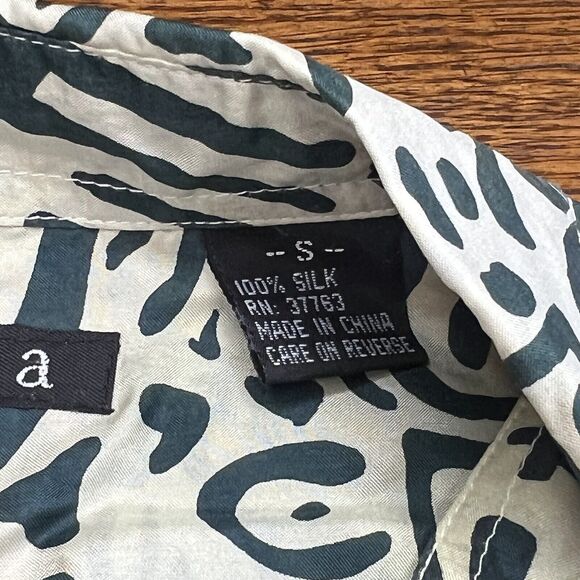 -- S --
100% SILK
RN: 37763
MADE IN CHINA
CARE ON REVERSE
a